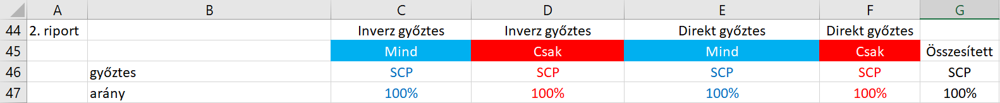 A B C D E F G
44 2. riport Inverz győztes Inverz győztes Direkt győztes Direkt győztes
45 Mind Csak Mind Csak Összesített
46 győztes SCP SCP SCP SCP SCP
47 arány 100% 100% 100% 100% 100%